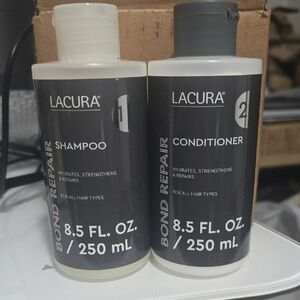 LACURA®
1
SHAMPOO
HYDRATES, STRENGTHENS
& REPAIRS
FOR ALL HAIR TYPES
BOND REPAIR
8.5 FL. OZ.
/ 250 mL
LACURA®
2
CONDITIONER
HYDRATES, STRENGTHENS
& REPAIRS
FOR ALL HAIR TYPES
BOND REPAIR
8.5 FL. OZ.
/ 250 mL